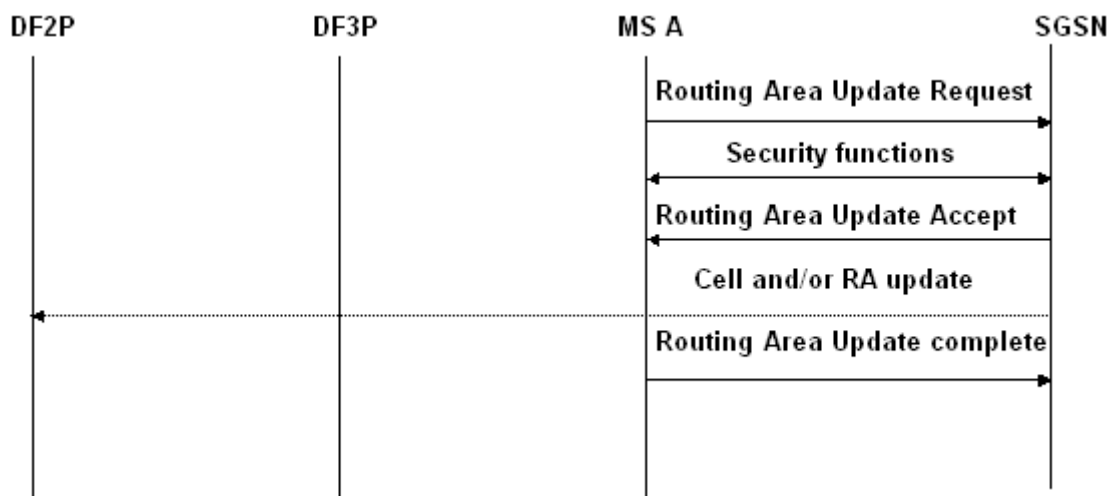 DF2P DF3P MS A SGSN
Routing Area Update Request
Security functions
Routing Area Update Accept
Cell and/or RA update
Routing Area Update complete